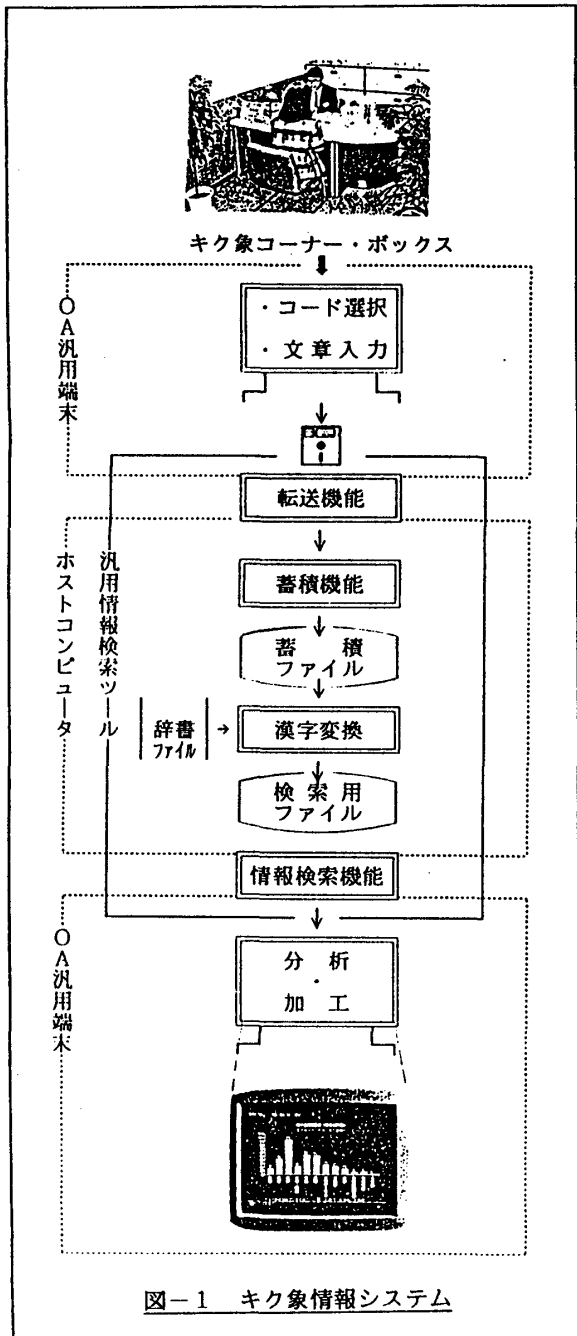 キク象コーナー・ボックス
OA汎用端末
・コード選択
・文章入力
転送機能
ホストコンピュータ
汎用情報検索ツール
蓄積機能
蓄積
ファイル
辞書
ファイル
漢字変換
検索用
ファイル
情報検索機能
OA汎用端末
分析
・
加工
図-1 キク象情報システム